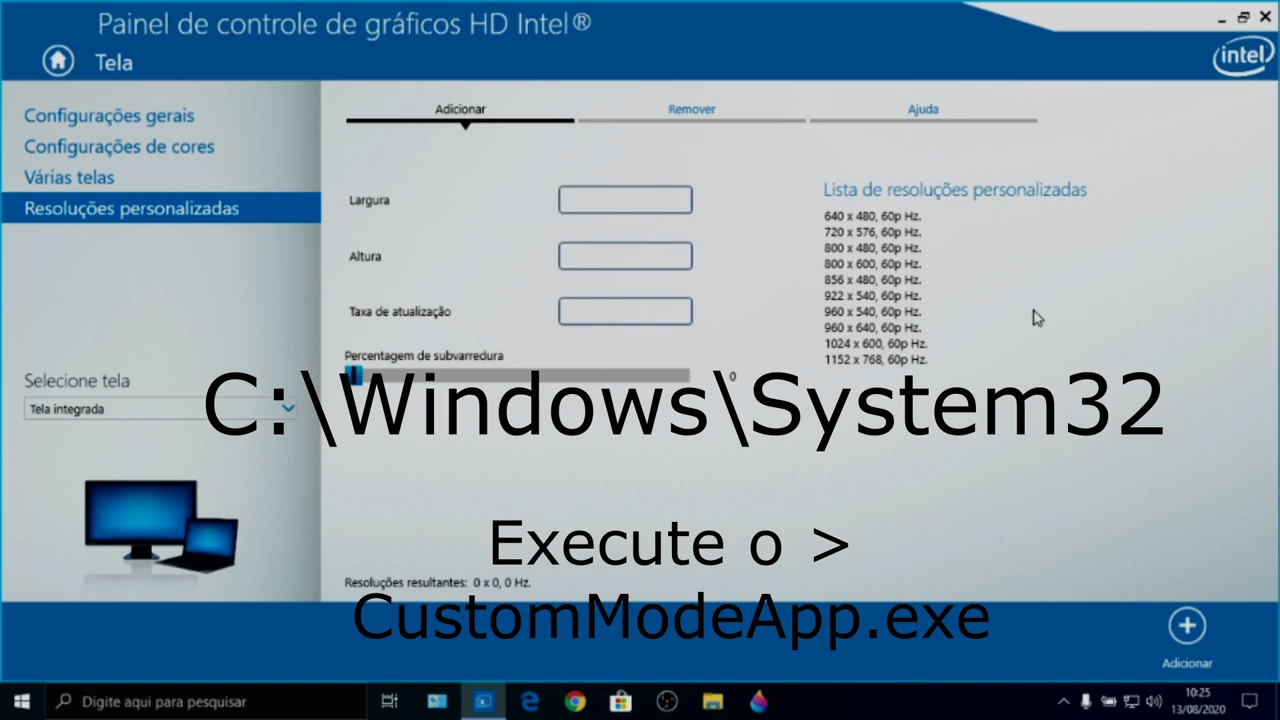 Painel de controle de gráficos HD Intel®
Tela
intel
Configurações gerais
Configurações de cores
Várias telas
Resoluções personalizadas
Selecione tela
Tela integrada
Adicionar
Remover
Ajuda
Largura
Altura
Taxa de atualização
Percentagem de subvarredura
0
Lista de resoluções personalizadas
640 x 480, 60p Hz.
720 x 576, 60p Hz.
800 x 480, 60p Hz.
800 x 600, 60p Hz.
856 x 480, 60p Hz.
922 x 540, 60p Hz.
960 x 540, 60p Hz.
960 x 640, 60p Hz.
1024 x 600, 60p Hz.
1152 x 768, 60p Hz.
C:\Windows\System32
Execute o >
CustomModeApp.exe
Resoluções resultantes: 0 x 0, 0 Hz.
Adicionar
Digite aqui para pesquisar
10:25
13/08/2020